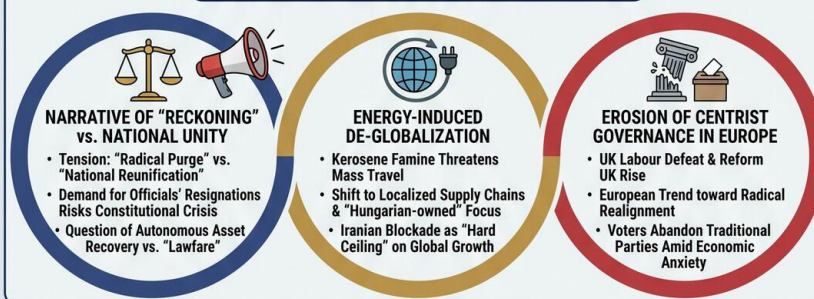 NARRATIVE OF “RECKONING”
vs. NATIONAL UNITY
• Tension: “Radical Purge” vs.
“National Reunification”
• Demand for Officials’ Resignations
Risks Constitutional Crisis
• Question of Autonomous Asset
Recovery vs. “Lawfare”
ENERGY-INDUCED
DE-GLOBALIZATION
• Kerosene Famine Threatens
Mass Travel
• Shift to Localized Supply Chains
& “Hungarian-owned” Focus
• Iranian Blockade as “Hard
Ceiling” on Global Growth
EROSION OF CENTRIST
GOVERNANCE IN EUROPE
• UK Labour Defeat & Reform
UK Rise
• European Trend toward Radical
Realignment
• Voters Abandon Traditional
Parties Amid Economic
Anxiety